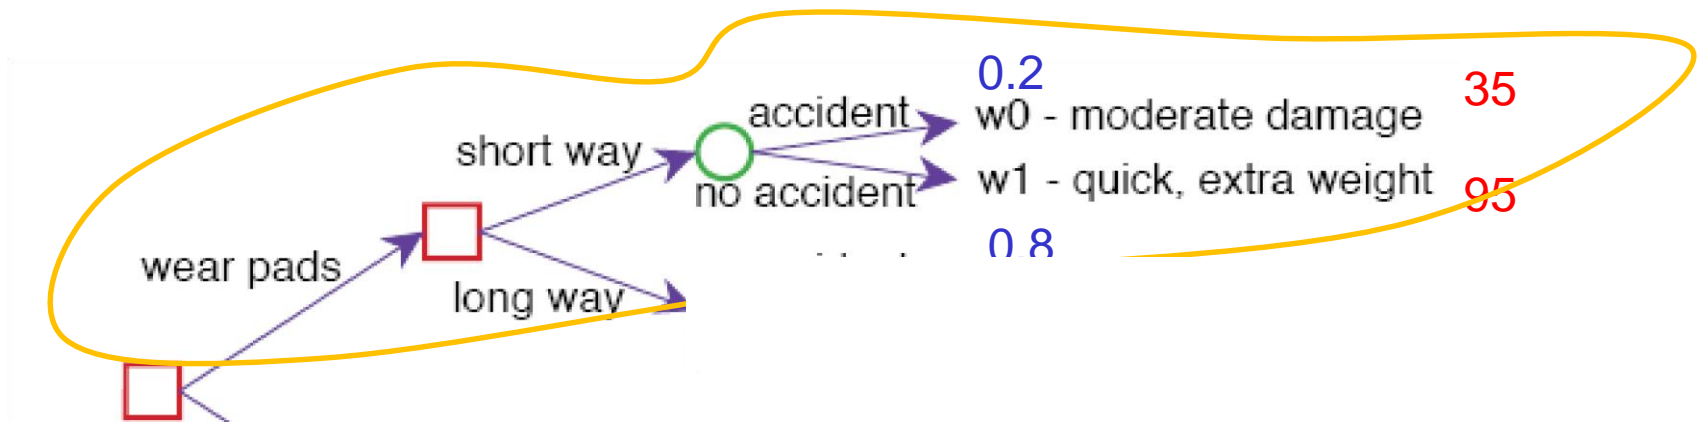 0.2
35
accident
w0 - moderate damage
short way
no accident
w1 - quick, extra weight
95
0.8
wear pads
long way